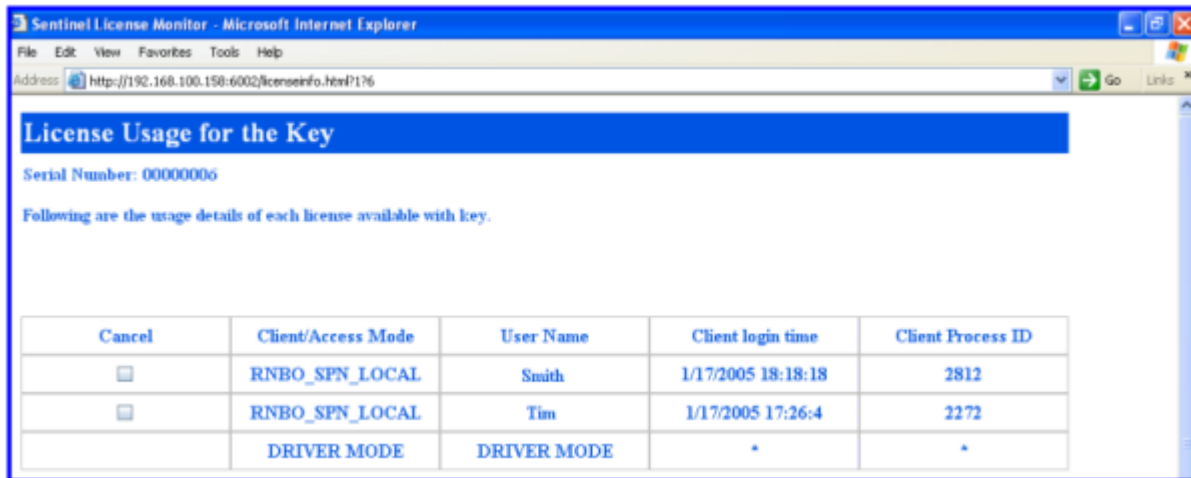 Sentinel License Monitor - Microsoft Internet Explorer
File Edit View Favorites Tools Help
Address http://192.168.100.158:6002/licenseinfo.html?1?6 Go Links »
License Usage for the Key
Serial Number: 00000006
Following are the usage details of each license available with key.
Cancel Client/Access Mode User Name Client login time Client Process ID
RNBO_SPN_LOCAL Smith 1/17/2005 18:18:18 2812
RNBO_SPN_LOCAL Tim 1/17/2005 17:26:4 2272
DRIVER MODE DRIVER MODE * *